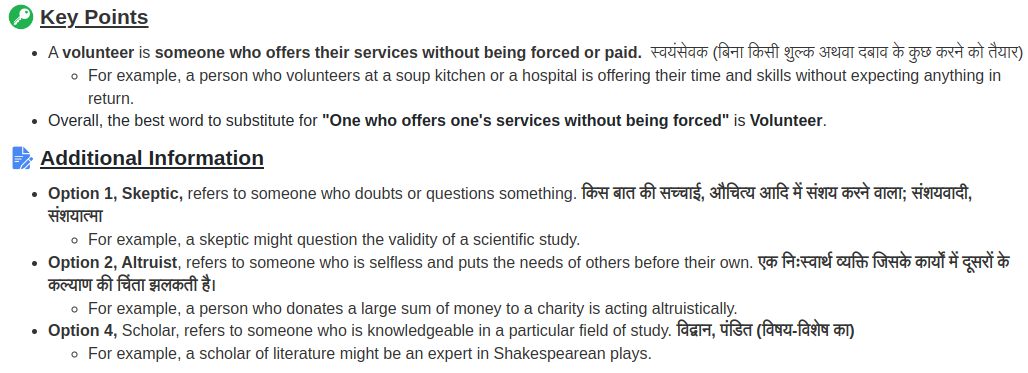 Key Points
A volunteer is someone who offers their services without being forced or paid. स्वयंसेवक (बिना किसी शुल्क अथवा दबाव के कुछ करने को तैयार)
For example, a person who volunteers at a soup kitchen or a hospital is offering their time and skills without expecting anything in
return.
Overall, the best word to substitute for "One who offers one's services without being forced" is Volunteer.
Additional Information
Option 1, Skeptic, refers to someone who doubts or questions something. किस बात की सच्चाई, औचित्य आदि में संशय करने वाला; संशयवादी,
संशयात्मा
For example, a skeptic might question the validity of a scientific study.
Option 2, Altruist, refers to someone who is selfless and puts the needs of others before their own. एक निःस्वार्थ व्यक्ति जिसके कार्यों में दूसरों के
कल्याण की चिंता झलकती है।
For example, a person who donates a large sum of money to a charity is acting altruistically.
Option 4, Scholar, refers to someone who is knowledgeable in a particular field of study. विद्वान, पंडित (विषय-विशेष का)
For example, a scholar of literature might be an expert in Shakespearean plays.